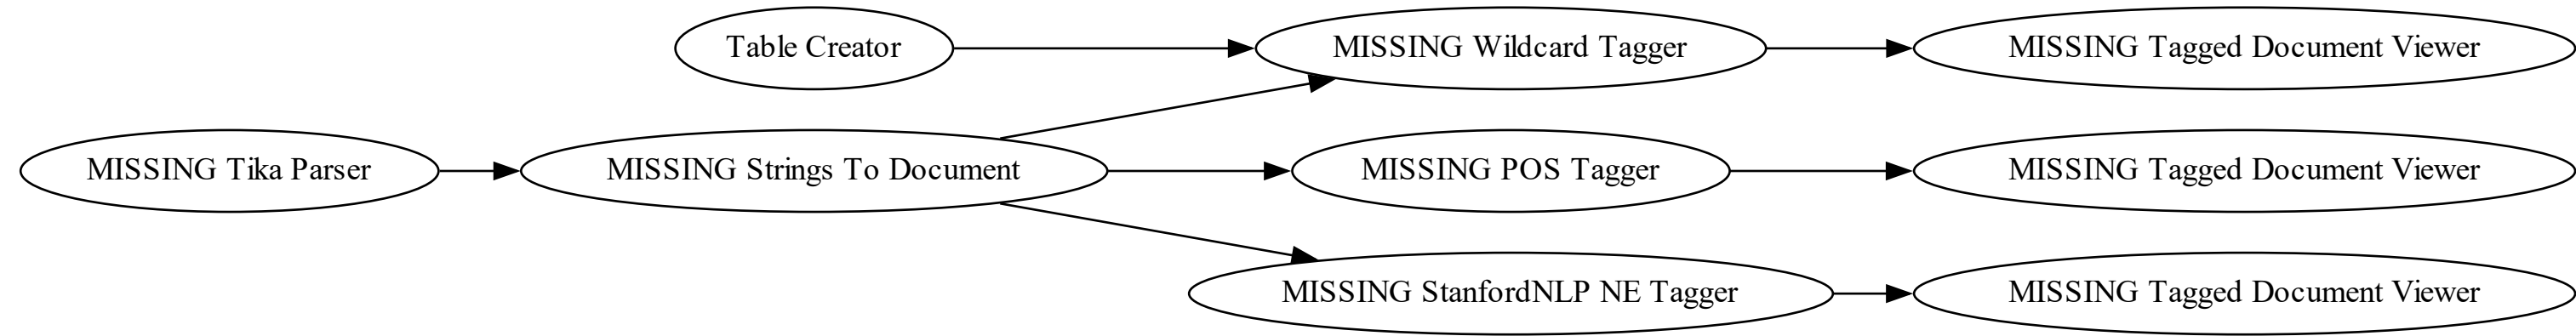 Table Creator
MISSING Wildcard Tagger
MISSING Tagged Document Viewer
MISSING Tika Parser
MISSING Strings To Document
MISSING POS Tagger
MISSING Tagged Document Viewer
MISSING StanfordNLP NE Tagger
MISSING Tagged Document Viewer